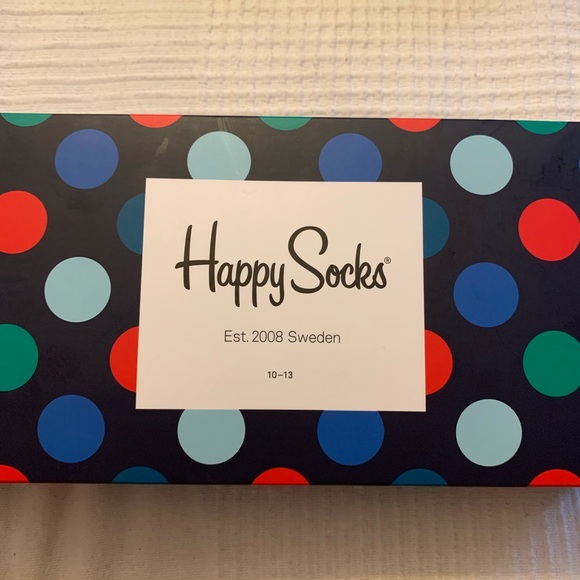 Happy Socks®
Est. 2008 Sweden
10–13